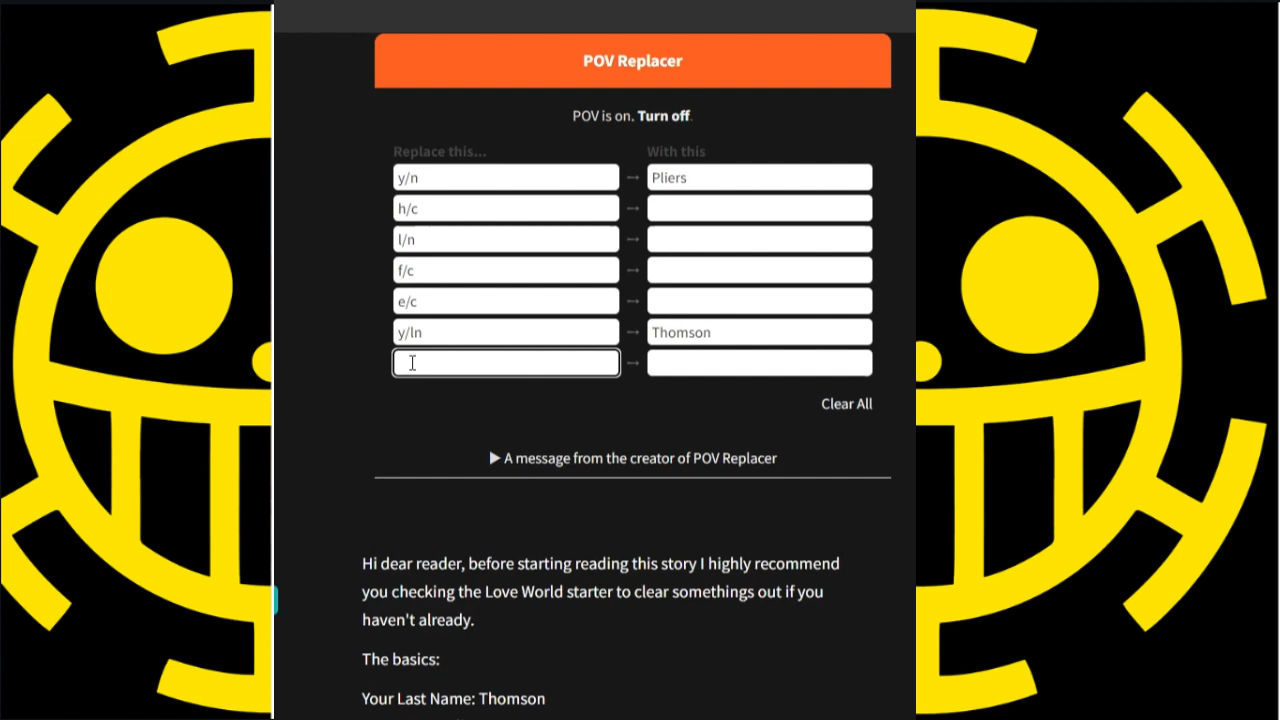 POV Replacer
POV is on. Turn off.
Replace this... With this
y/n → Pliers
h/c →
l/n →
f/c →
e/c →
y/ln → Thomson
→
Clear All
▶ A message from the creator of POV Replacer
Hi dear reader, before starting reading this story I highly recommend
you checking the Love World starter to clear somethings out if you
haven't already.
The basics:
Your Last Name: Thomson